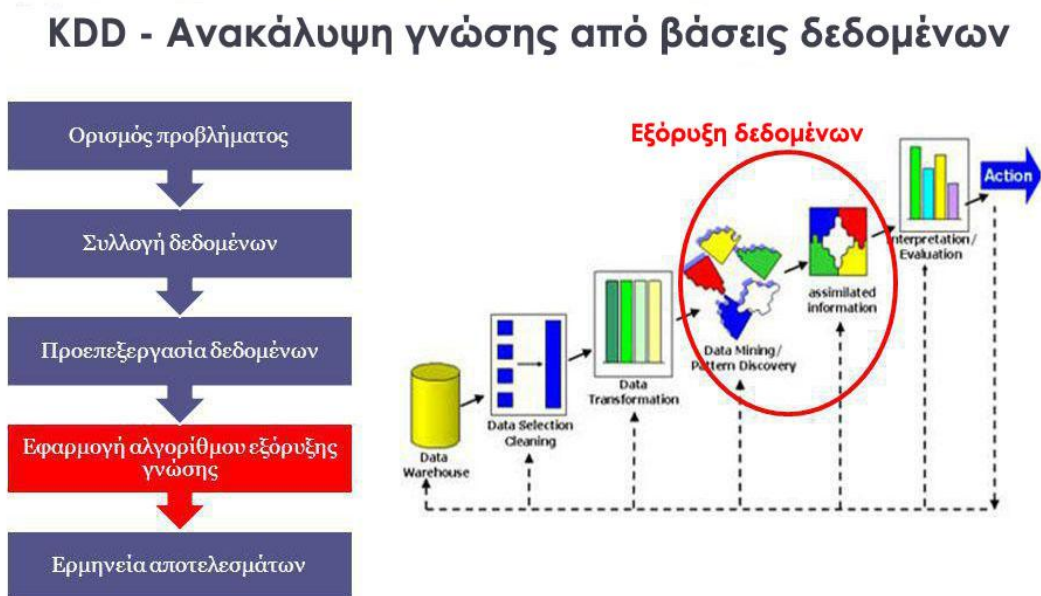 KDD - Ανακάλυψη γνώσης από βάσεις δεδομένων
Ορισμός προβλήματος
Συλλογή δεδομένων
Προεπεξεργασία δεδομένων
Εφαρμογή αλγορίθμου εξόρυξης
γνώσης
Ερμηνεία αποτελεσμάτων
Εξόρυξη δεδομένων
Data
Warehouse
Data Selection
Cleaning
Data
Transformation
Data Mining/
Pattern Discovery
assimilated
information
Interpretation/
Evaluation
Action